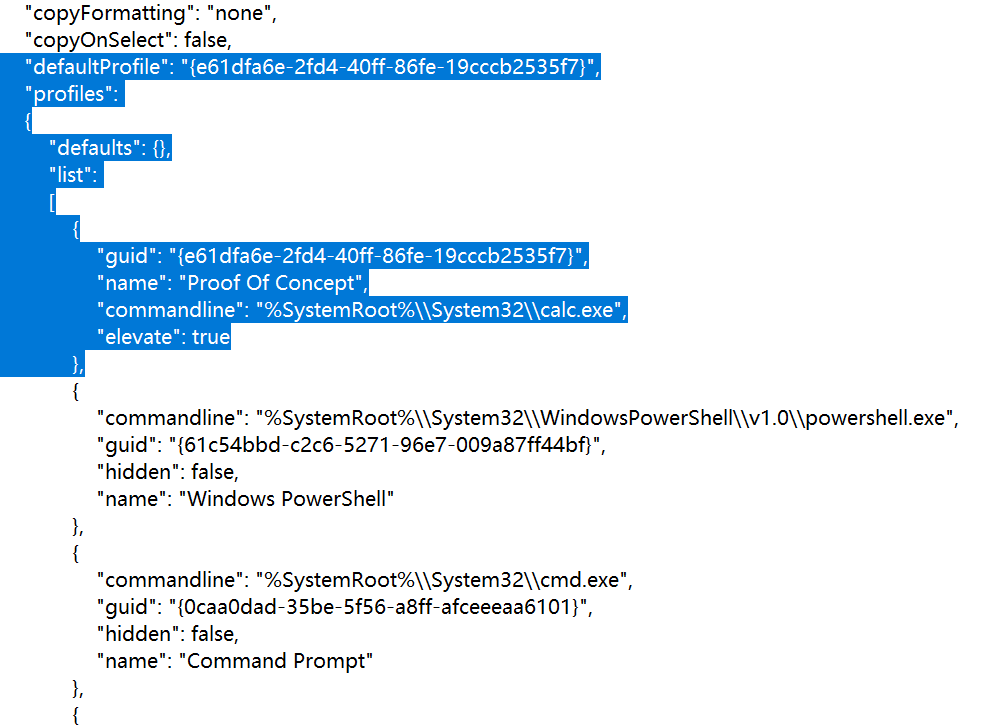 "copyFormatting": "none",
"copyOnSelect": false,
"defaultProfile": "{e61dfa6e-2fd4-40ff-86fe-19cccb2535f7}",
"profiles":
{
"defaults": {},
"list":
[
{
"guid": "{e61dfa6e-2fd4-40ff-86fe-19cccb2535f7}",
"name": "Proof Of Concept",
"commandline": "%SystemRoot%\\System32\\calc.exe",
"elevate": true
},
{
"commandline": "%SystemRoot%\\System32\\WindowsPowerShell\\v1.0\\powershell.exe",
"guid": "{61c54bbd-c2c6-5271-96e7-009a87ff44bf}",
"hidden": false,
"name": "Windows PowerShell"
},
{
"commandline": "%SystemRoot%\\System32\\cmd.exe",
"guid": "{0caa0dad-35be-5f56-a8ff-afceeeaa6101}",
"hidden": false,
"name": "Command Prompt"
},
{